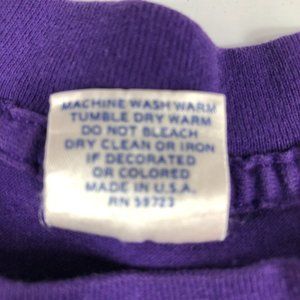 MACHINE WASH WARM
TUMBLE DRY WARM
DO NOT BLEACH
DRY CLEAN OR IRON
IF DECORATED
OR COLORED
MADE IN U.S.A.
RN 59723